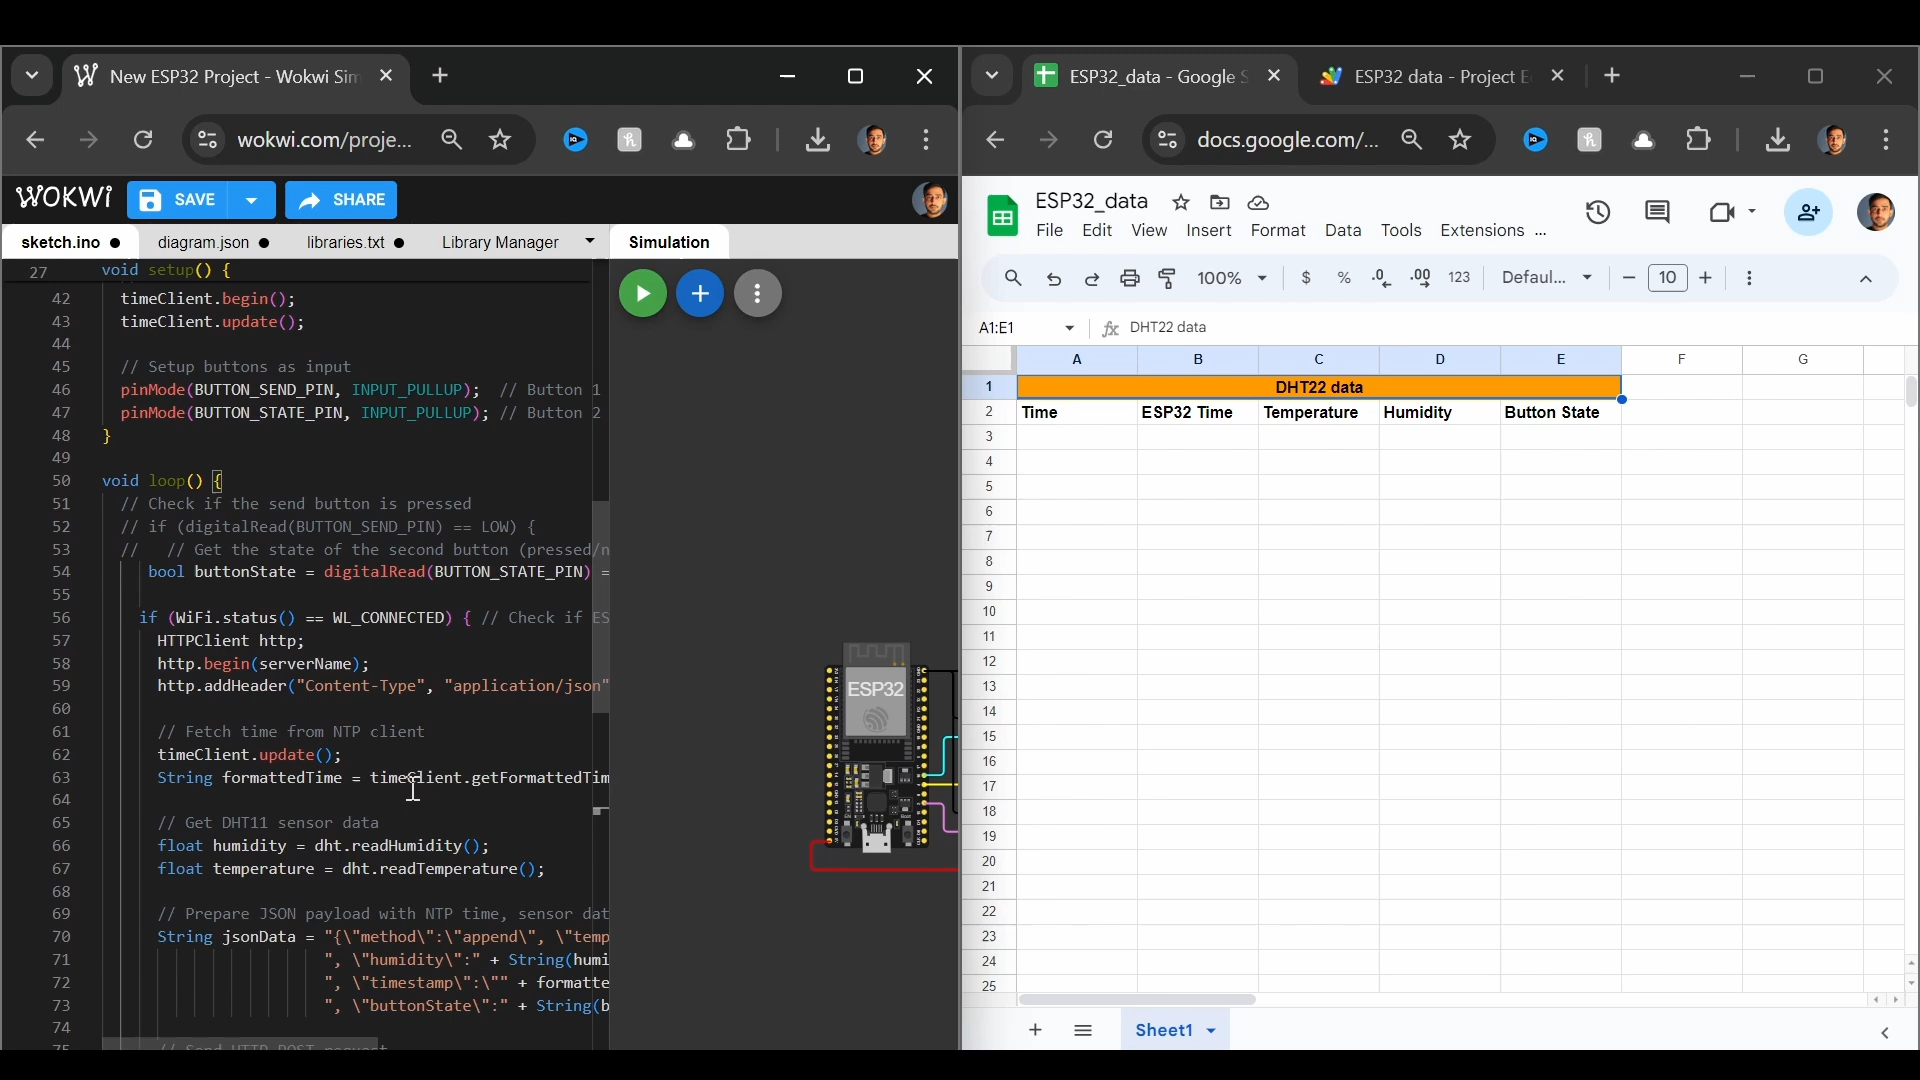 New ESP32 Project - Wokwi Sim
wokwi.com/proje...
WOKWI
SAVE
SHARE
sketch.ino
diagram.json
libraries.txt
Library Manager
Simulation
27 void setup() {
42 timeClient.begin();
43 timeClient.update();
44
45 // Setup buttons as input
46 pinMode(BUTTON_SEND_PIN, INPUT_PULLUP); // Button 1
47 pinMode(BUTTON_STATE_PIN, INPUT_PULLUP); // Button 2
48 }
49
50 void loop() {
51 // Check if the send button is pressed
52 // if (digitalRead(BUTTON_SEND_PIN) == LOW) {
53 // // Get the state of the second button (pressed/n
54 bool buttonState = digitalRead(BUTTON_STATE_PIN) =
55
56 if (WiFi.status() == WL_CONNECTED) { // Check if ES
57 HTTPClient http;
58 http.begin(serverName);
59 http.addHeader("Content-Type", "application/json"
60
61 // Fetch time from NTP client
62 timeClient.update();
63 String formattedTime = timeClient.getFormattedTim
64
65 // Get DHT11 sensor data
66 float humidity = dht.readHumidity();
67 float temperature = dht.readTemperature();
68
69 // Prepare JSON payload with NTP time, sensor dat
70 String jsonData = "{\"method\":\"append\", \"temp
71 ", \"humidity\":" + String(humi
72 ", \"timestamp\":\"" + formatte
73 ", \"buttonState\":" + String(b
74
75 // Send HTTP POST request
ESP32
ESP32_data - Google S
ESP32 data - Project E
docs.google.com/...
ESP32_data
File Edit View Insert Format Data Tools Extensions ...
100% $ % .0 .00 123 Defaul... 10
A1:E1 fx DHT22 data
A B C D E F G
1 DHT22 data
2 Time ESP32 Time Temperature Humidity Button State
3
4
5
6
7
8
9
10
11
12
13
14
15
16
17
18
19
20
21
22
23
24
25
Sheet1